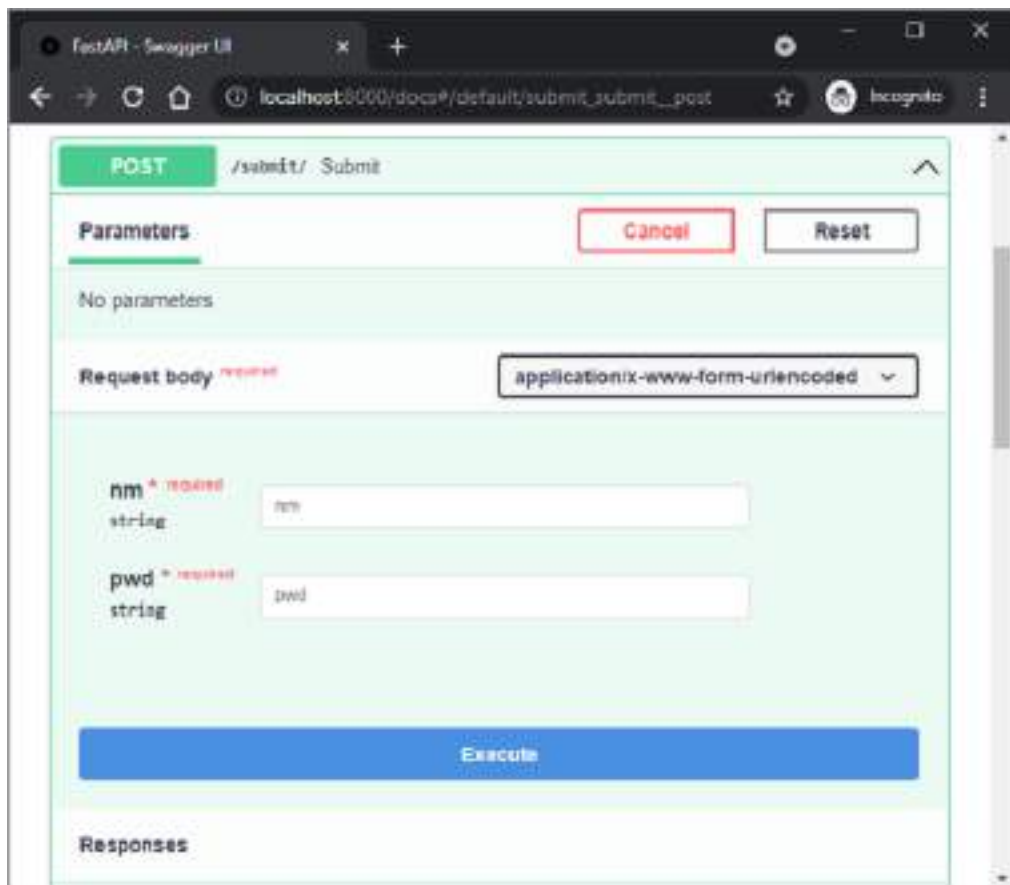 FastAPI - Swagger UI
localhost:8000/docs#/default/submit_submit__post
Incognito
POST /submit/ Submit
Parameters
Cancel
Reset
No parameters
Request body required
application/x-www-form-urlencoded
nm * required
string
nm
pwd * required
string
pwd
Execute
Responses